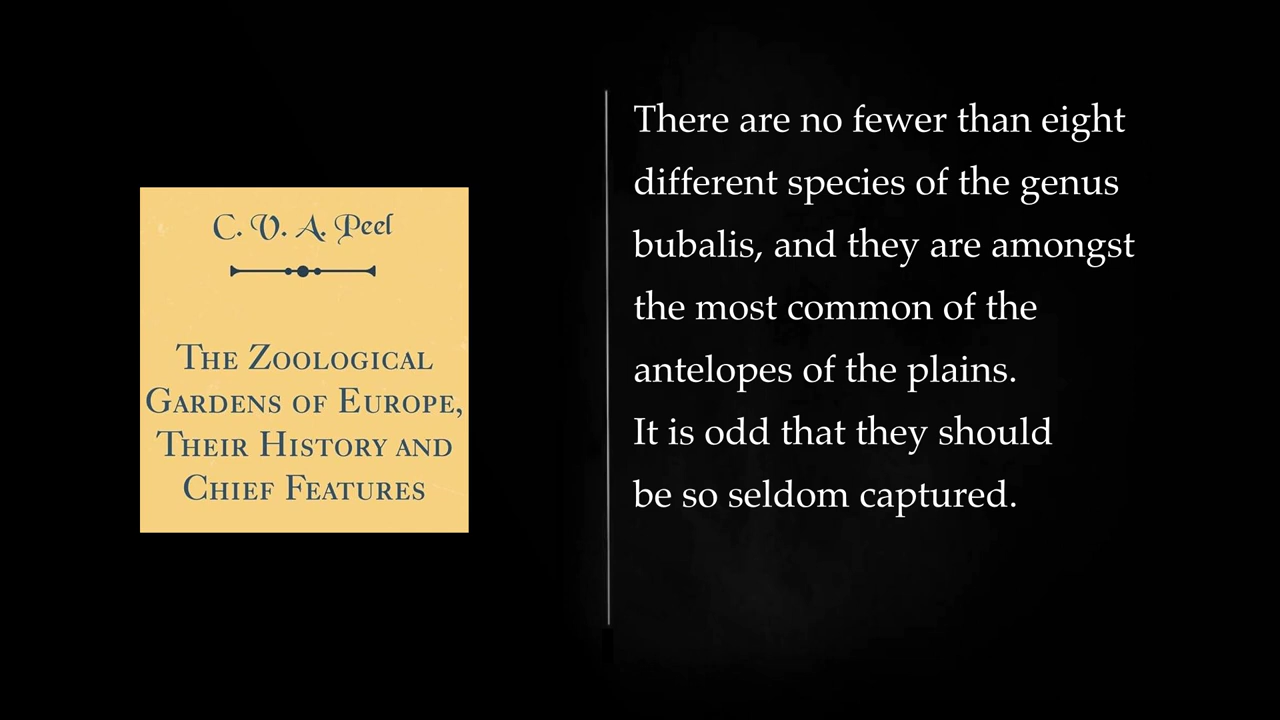 C. V. A. Peel
The Zoological
Gardens of Europe,
Their History and
Chief Features
There are no fewer than eight
different species of the genus
bubalis, and they are amongst
the most common of the
antelopes of the plains.
It is odd that they should
be so seldom captured.